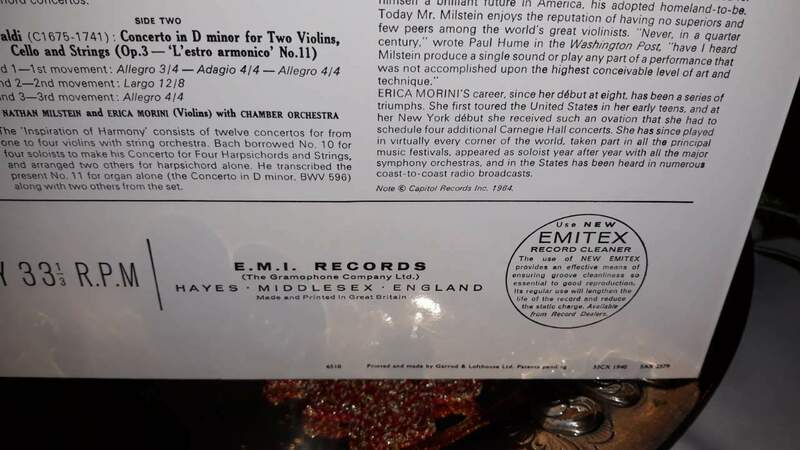 himself a brilliant future in America, his adopted homeland-to-be.
Today Mr. Milstein enjoys the reputation of having no superiors and
few peers among the world's great violinists. "Never, in a quarter
century," wrote Paul Hume in the Washington Post, "have I heard
Milstein produce a single sound or play any part of a performance that
was not accomplished upon the highest conceivable level of art and
technique."
ERICA MORINI'S career, since her début at eight, has been a series of
triumphs. She first toured the United States in her early teens, and at
her New York début she received such an ovation that she had to
schedule four additional Carnegie Hall concerts. She has since played
in virtually every corner of the world, taken part in all the principal
music festivals, appeared as soloist year after year with all the major
symphony orchestras, and in the States has been heard in numerous
coast-to-coast radio broadcasts.
Note © Capitol Records Inc. 1964.
SIDE TWO
aldi (C1675-1741) : Concerto in D minor for Two Violins,
Cello and Strings (Op.3 — 'L'estro armonico' No.11)
d 1—1st movement : Allegro 3/4 — Adagio 4/4 — Allegro 4/4
nd 2—2nd movement : Largo 12/8
and 3—3rd movement : Allegro 4/4
NATHAN MILSTEIN and ERICA MORINI (Violins) with CHAMBER ORCHESTRA
The 'Inspiration of Harmony' consists of twelve concertos for from
one to four violins with string orchestra. Bach borrowed No. 10 for
four soloists to make his Concerto for Four Harpsichords and Strings,
and arranged two others for harpsichord alone. He transcribed the
present No. 11 for organ alone (the Concerto in D minor, BWV 596)
along with two others from the set.
Y 33⅓ R.P.M
E.M.I. RECORDS
(The Gramophone Company Ltd.)
HAYES · MIDDLESEX · ENGLAND
Made and Printed in Great Britain
Use NEW
EMITEX
RECORD CLEANER
The use of NEW EMITEX
provides an effective means of
ensuring groove cleanliness so
essential to good reproduction.
Its regular use will lengthen the
life of the record and reduce
the static charge. Available
from Record Dealers.
6510 Printed and made by Garrod & Lofthouse Ltd. Patents pending 33CX 1940 SAX 2579